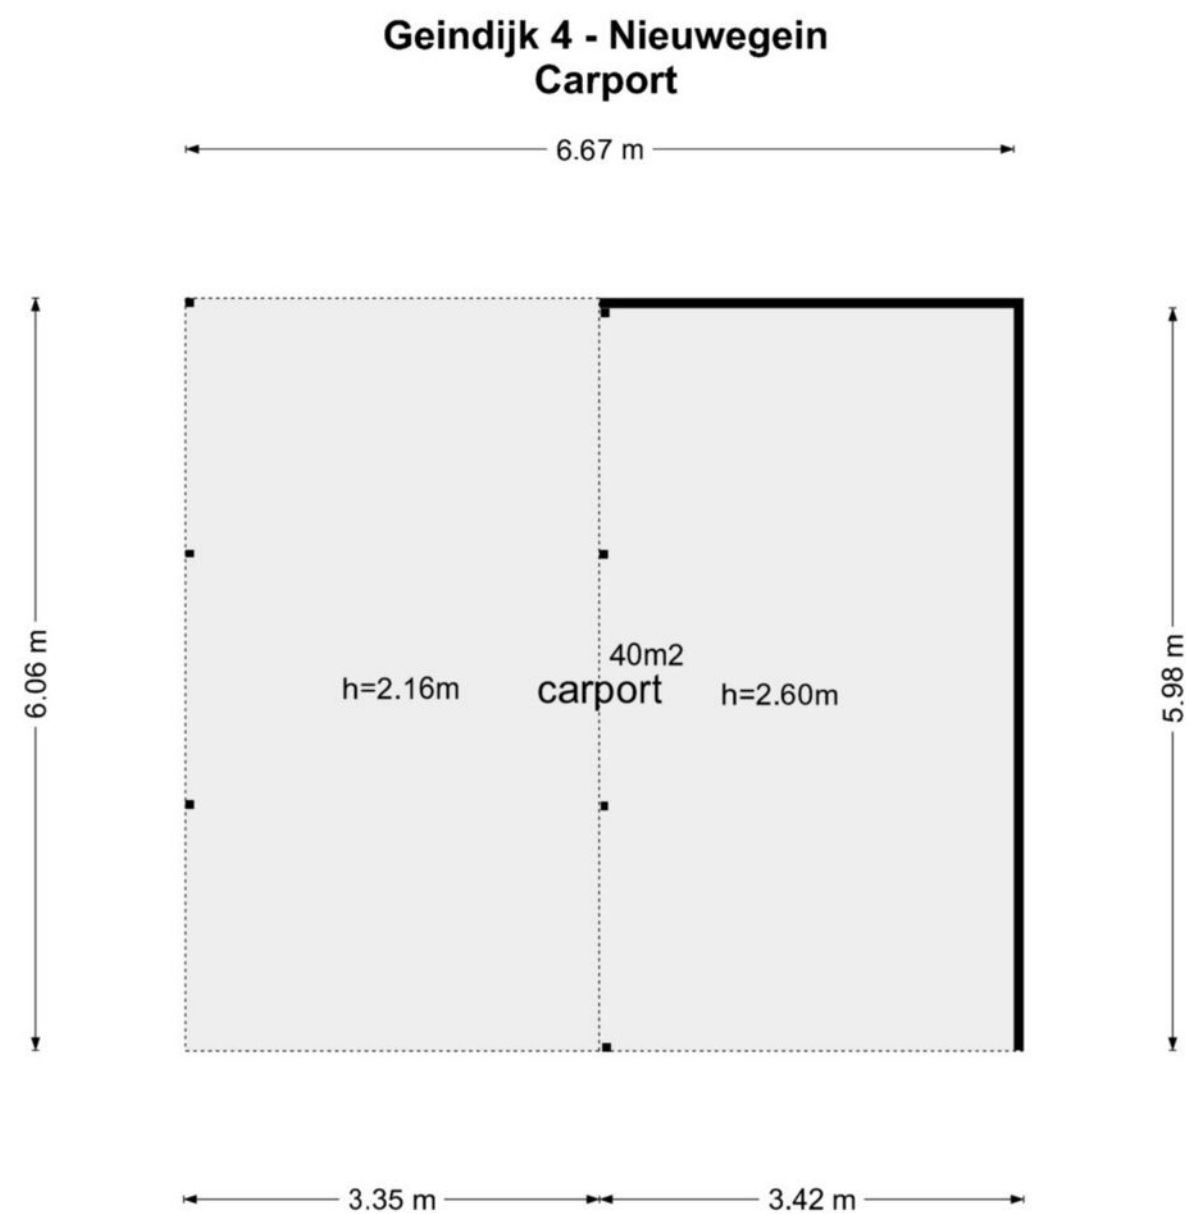 Geindijk 4 - Nieuwegein
Carport
6.67 m
6.06 m
5.98 m
40m2
h=2.16m
carport
h=2.60m
3.35 m
3.42 m